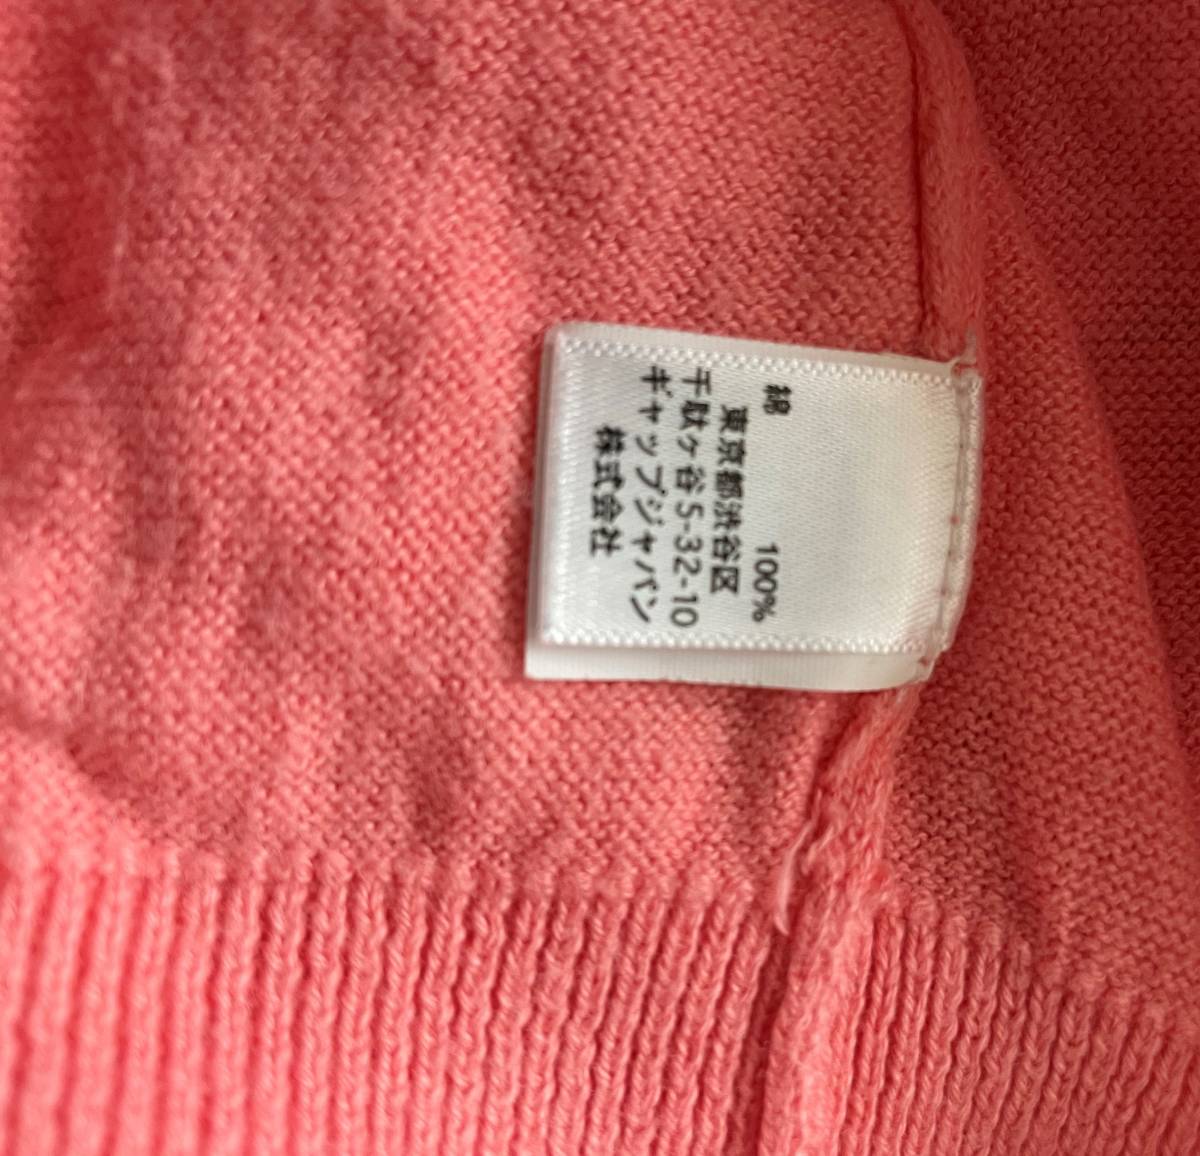 綿 100%
東京都渋谷区
千駄ヶ谷5-32-10
ギャップジャパン
株式会社